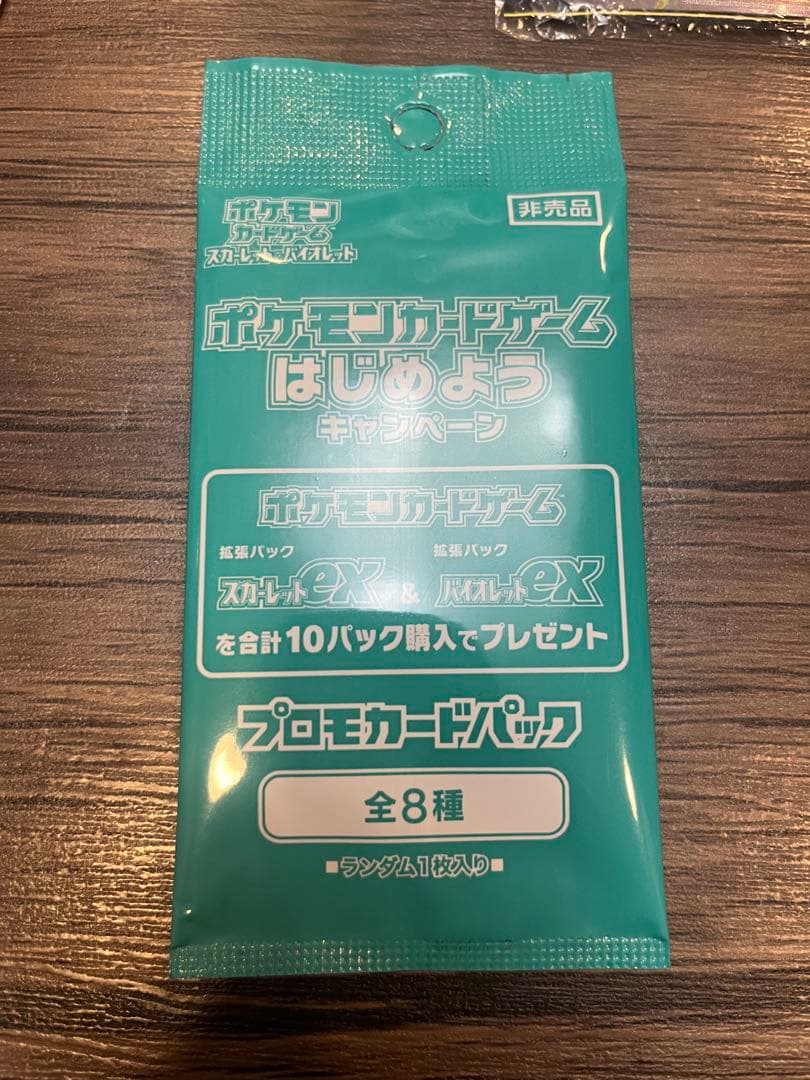 ポケモン
カードゲーム
スカーレット&バイオレット
非売品
ポケモンカードゲーム
はじめよう
キャンペーン
ポケモンカードゲーム
拡張パック
スカーレットex
&
拡張パック
バイオレットex
を合計10パック購入でプレゼント
プロモカードパック
全8種
■ランダム1枚入り■